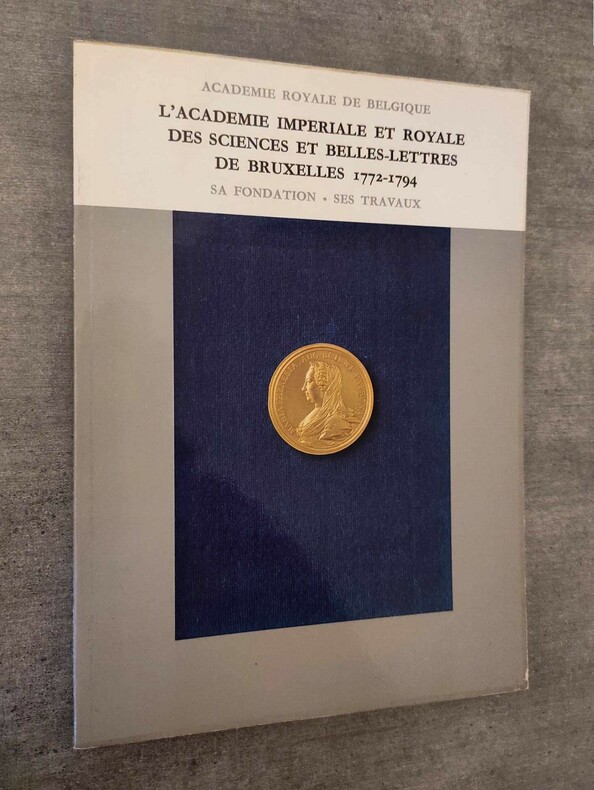 ACADEMIE ROYALE DE BELGIQUE
L'ACADEMIE IMPERIALE ET ROYALE
DES SCIENCES ET BELLES-LETTRES
DE BRUXELLES 1772-1794
SA FONDATION • SES TRAVAUX